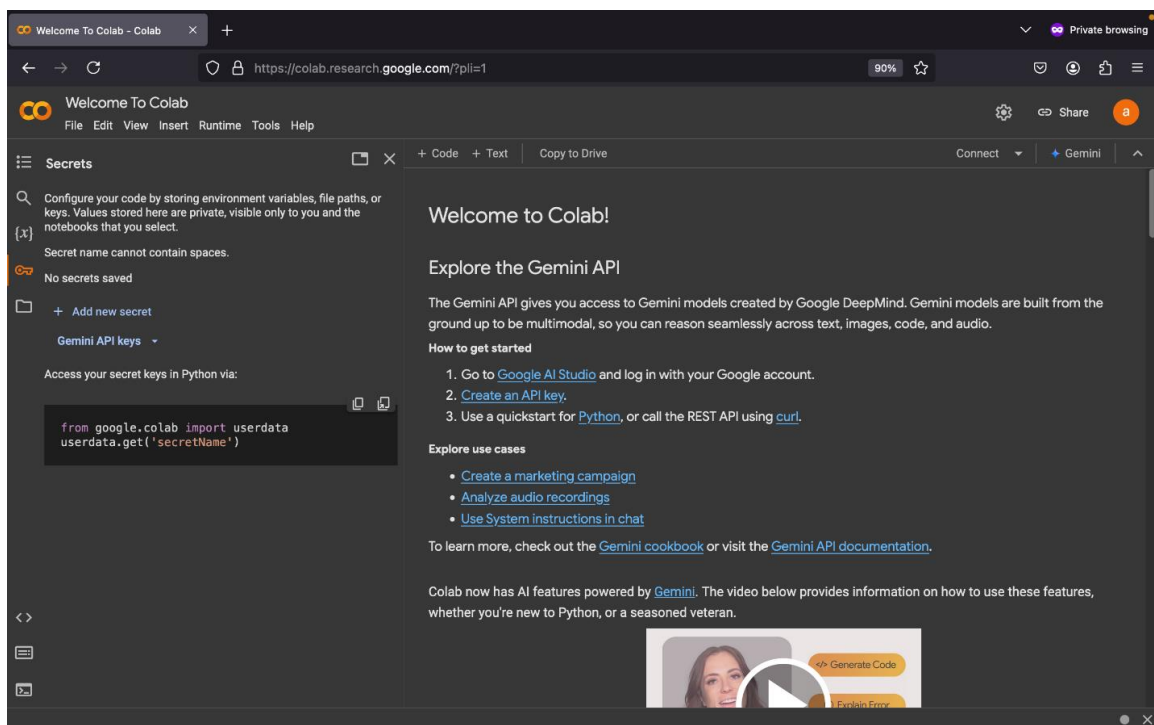 Welcome To Colab - Colab
Private browsing
https://colab.research.google.com/?pli=1
90%
Welcome To Colab
File Edit View Insert Runtime Tools Help
Share
a
Secrets
Configure your code by storing environment variables, file paths, or
keys. Values stored here are private, visible only to you and the
notebooks that you select.
Secret name cannot contain spaces.
No secrets saved
+ Add new secret
Gemini API keys
Access your secret keys in Python via:
from google.colab import userdata
userdata.get('secretName')
{x}
+ Code + Text Copy to Drive
Connect Gemini
Welcome to Colab!
Explore the Gemini API
The Gemini API gives you access to Gemini models created by Google DeepMind. Gemini models are built from the
ground up to be multimodal, so you can reason seamlessly across text, images, code, and audio.
How to get started
1. Go to Google AI Studio and log in with your Google account.
2. Create an API key.
3. Use a quickstart for Python, or call the REST API using curl.
Explore use cases
• Create a marketing campaign
• Analyze audio recordings
• Use System instructions in chat
To learn more, check out the Gemini cookbook or visit the Gemini API documentation.
Colab now has AI features powered by Gemini. The video below provides information on how to use these features,
whether you're new to Python, or a seasoned veteran.
</> Generate Code
Explain Error